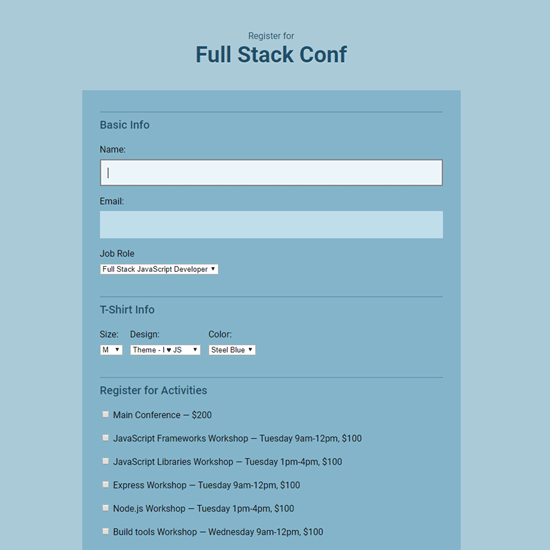 Register for
Full Stack Conf
Basic Info
Name:
Email:
Job Role
Full Stack JavaScript Developer ▼
T-Shirt Info
Size: Design: Color:
M ▼ Theme - I ♥ JS ▼ Steel Blue ▼
Register for Activities
Main Conference — $200
JavaScript Frameworks Workshop — Tuesday 9am-12pm, $100
JavaScript Libraries Workshop — Tuesday 1pm-4pm, $100
Express Workshop — Tuesday 9am-12pm, $100
Node.js Workshop — Tuesday 1pm-4pm, $100
Build tools Workshop — Wednesday 9am-12pm, $100